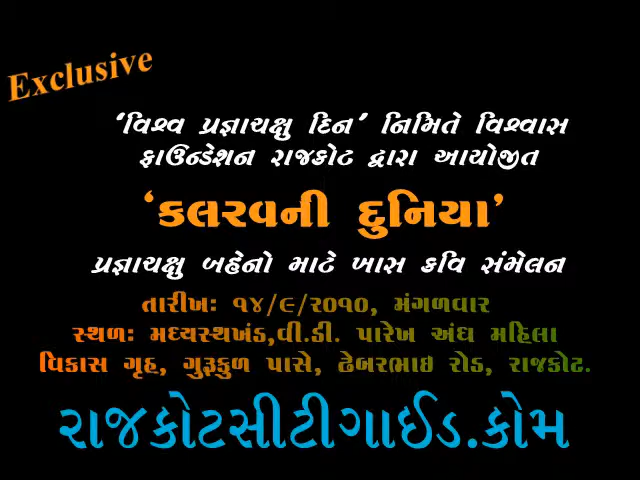 Exclusive
‘વિશ્વ પ્રજ્ઞાચક્ષુ દિન’ નિમિતે વિશ્વાસ
ફાઉન્ડેશન રાજકોટ દ્વારા આયોજીત
‘કલરવની દુનિયા’
પ્રજ્ઞાચક્ષુ બહેનો માટે ખાસ કવિ સંમેલન
તારીખઃ ૧૪/૯/૨૦૧૦, મંગળવાર
સ્થળઃ મધ્યસ્થખંડ,વી.ડી. પારેખ અંધ મહિલા
વિકાસ ગૃહ, ગુરૂકુળ પાસે, ઢેબરભાઇ રોડ, રાજકોટ.
રાજકોટસીટીગાઈડ.કોમ